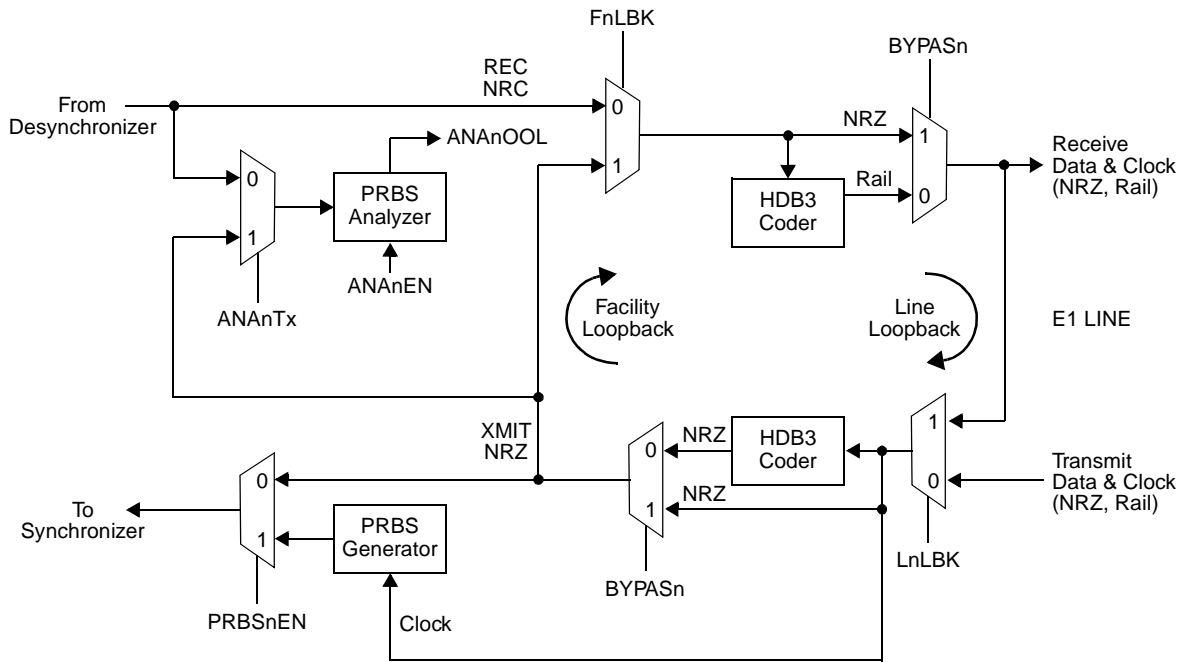 FnLBK
BYPASn
REC
NRC
From
Desynchronizer
0
1
ANAnOOL
NRZ
1
0
Receive
Data & Clock
(NRZ, Rail)
0
1
PRBS
Analyzer
Rail
HDB3
Coder
ANAnEN
ANAnTx
Facility
Loopback
Line
Loopback
E1 LINE
XMIT
NRZ
0
1
NRZ
HDB3
Coder
NRZ
1
0
Transmit
Data & Clock
(NRZ, Rail)
To
Synchronizer
0
1
PRBS
Generator
LnLBK
BYPASn
PRBSnEN
Clock